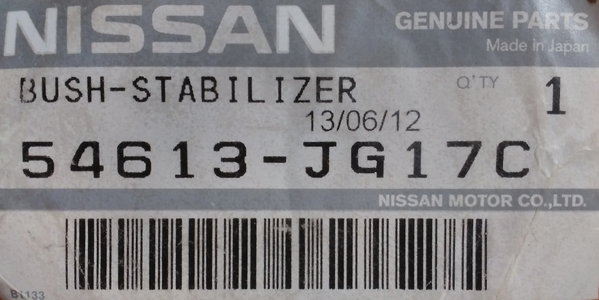 NISSAN
GENUINE PARTS
Made in Japan
BUSH-STABILIZER
Q'TY
1
13/06/12
54613-JG17C
NISSAN MOTOR CO.,LTD.
B1133